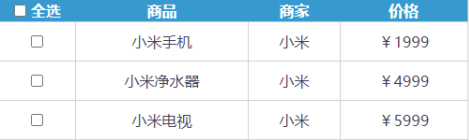 全选 商品 商家 价格
小米手机 小米 ￥1999
小米净水器 小米 ￥4999
小米电视 小米 ￥5999